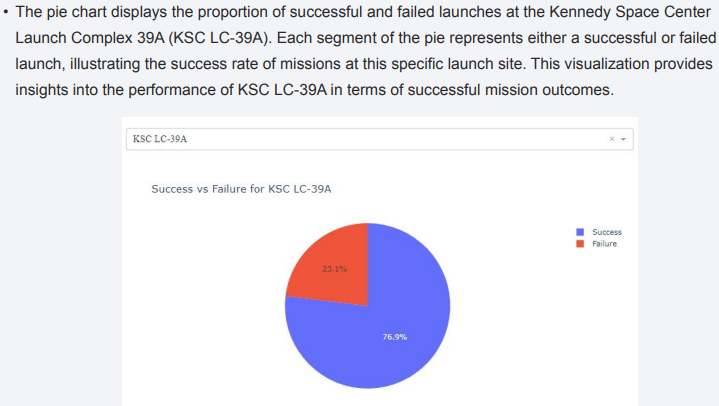 • The pie chart displays the proportion of successful and failed launches at the Kennedy Space Center
Launch Complex 39A (KSC LC-39A). Each segment of the pie represents either a successful or failed
launch, illustrating the success rate of missions at this specific launch site. This visualization provides
insights into the performance of KSC LC-39A in terms of successful mission outcomes.
KSC LC-39A
Success vs Failure for KSC LC-39A
Success
Failure
23.1%
76.9%